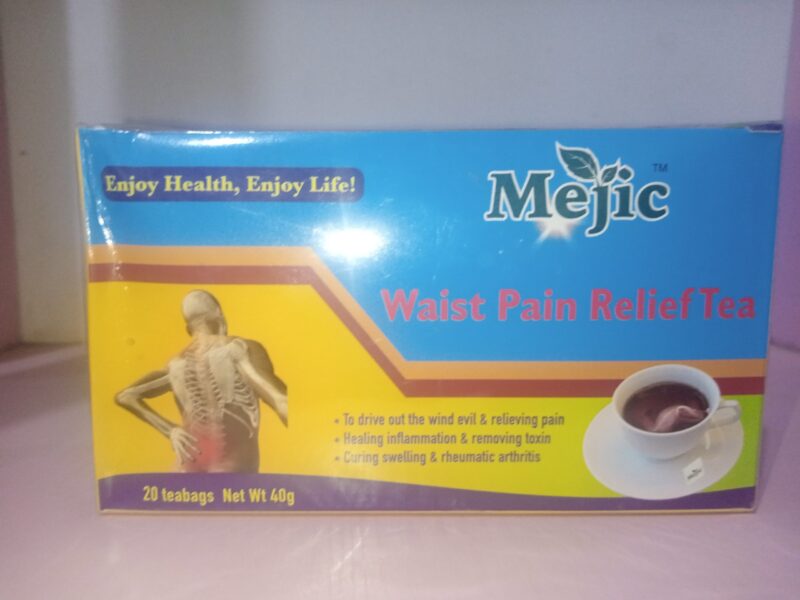 Enjoy Health, Enjoy Life!
Mejic TM
Waist Pain Relief Tea
• To drive out the wind evil & relieving pain
• Healing inflammation & removing toxin
• Curing swelling & rheumatic arthritis
20 teabags Net Wt 40g